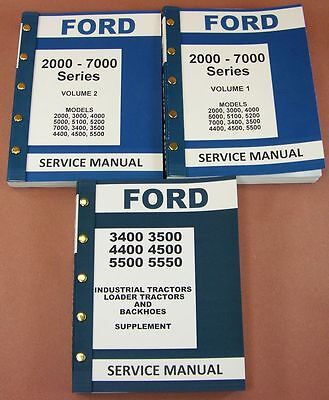 FORD
2000 - 7000
Series
VOLUME 2
MODELS
2000, 3000, 4000
5000, 5100, 5200
7000, 3400, 3500
4400, 4500, 5500
SERVICE MANUAL
FORD
2000 - 7000
Series
VOLUME 1
MODELS
2000, 3000, 4000
5000, 5100, 5200
7000, 3400, 3500
4400, 4500, 5500
SERVICE MANUAL
FORD
3400 3500
4400 4500
5500 5550
INDUSTRIAL TRACTORS
LOADER TRACTORS
AND
BACKHOES
SUPPLEMENT
SERVICE MANUAL